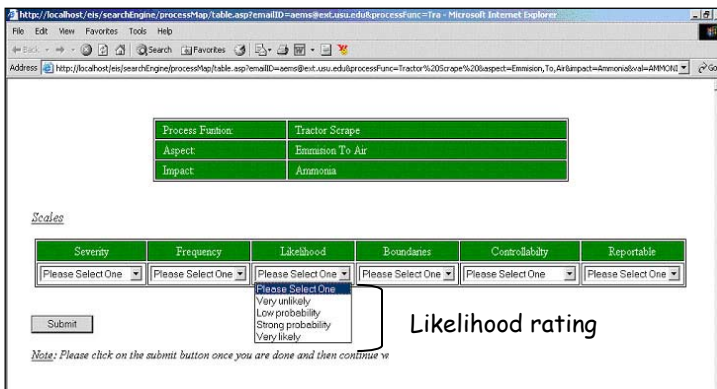 http://localhost/eis/searchEngine/processMap/table.asp?emailID=aems@ext.usu.edu&processFunc=Tra - Microsoft Internet Explorer
File Edit View Favorites Tools Help
Back Search Favorites
Address http://localhost/eis/searchEngine/processMap/table.asp?emailID=aems@ext.usu.edu&processFunc=Tractor%20Scrape%20&aspect=Emmision,To,Air&impact=Ammonia&val=AMMONI Go
Process Funtion: Tractor Scrape
Aspect: Emmision To Air
Impact: Ammonia
Scales
Severity Frequency Likelihood Boundaries Controllabilty Reportable
Please Select One Please Select One Please Select One Please Select One Please Select One Please Select One
Please Select One
Very unlikely
Low probability
Strong probability
Very likely
Likelihood rating
Submit
Note: Please click on the submit button once you are done and then continue w